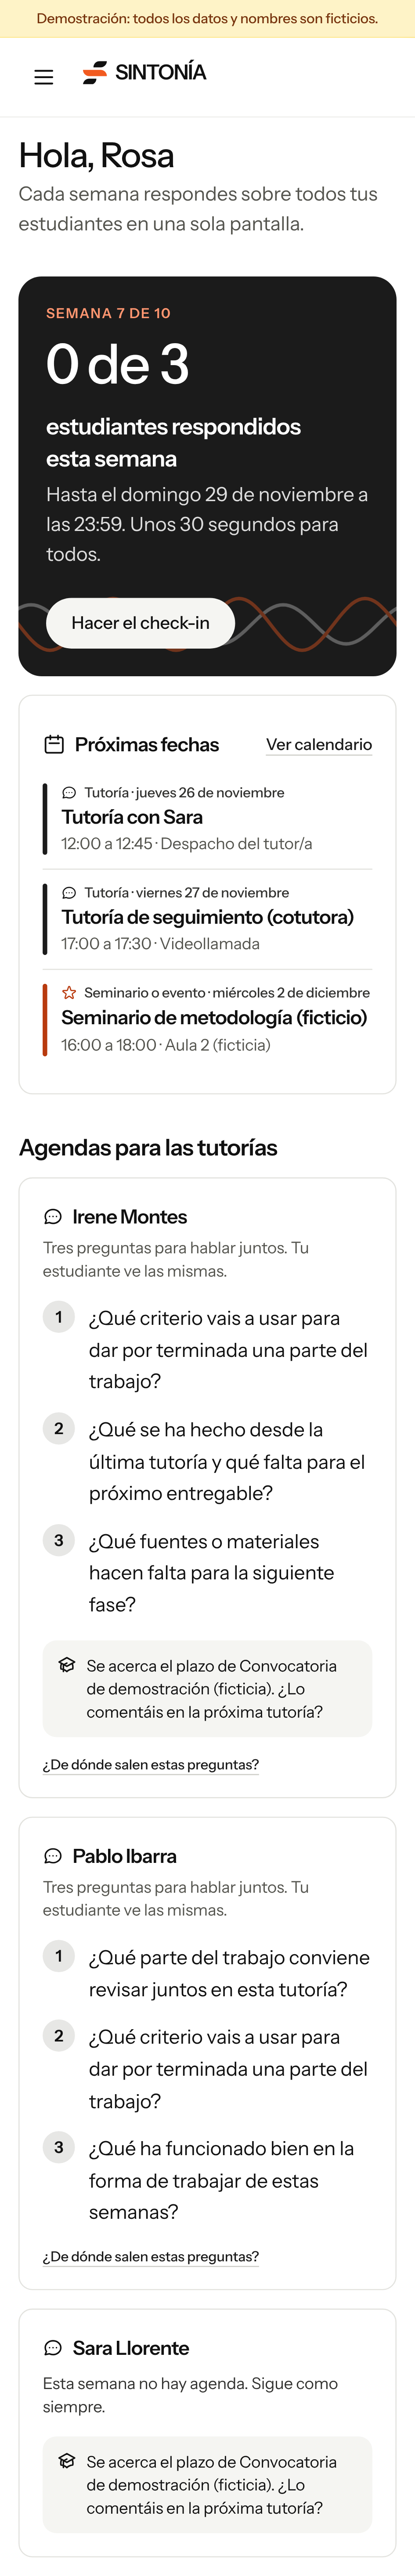 Demostración: todos los datos y nombres son ficticios.
SINTONÍA
Hola, Rosa
Cada semana respondes sobre todos tus
estudiantes en una sola pantalla.
SEMANA 7 DE 10
0 de 3
estudiantes respondidos
esta semana
Hasta el domingo 29 de noviembre a
las 23:59. Unos 30 segundos para
todos.
Hacer el check-in
Próximas fechas
Ver calendario
Tutoría · jueves 26 de noviembre
Tutoría con Sara
12:00 a 12:45 · Despacho del tutor/a
Tutoría · viernes 27 de noviembre
Tutoría de seguimiento (cotutora)
17:00 a 17:30 · Videollamada
Seminario o evento · miércoles 2 de diciembre
Seminario de metodología (ficticio)
16:00 a 18:00 · Aula 2 (ficticia)
Agendas para las tutorías
Irene Montes
Tres preguntas para hablar juntos. Tu
estudiante ve las mismas.
1 ¿Qué criterio vais a usar para
dar por terminada una parte del
trabajo?
2 ¿Qué se ha hecho desde la
última tutoría y qué falta para el
próximo entregable?
3 ¿Qué fuentes o materiales
hacen falta para la siguiente
fase?
Se acerca el plazo de Convocatoria
de demostración (ficticia). ¿Lo
comentáis en la próxima tutoría?
¿De dónde salen estas preguntas?
Pablo Ibarra
Tres preguntas para hablar juntos. Tu
estudiante ve las mismas.
1 ¿Qué parte del trabajo conviene
revisar juntos en esta tutoría?
2 ¿Qué criterio vais a usar para
dar por terminada una parte del
trabajo?
3 ¿Qué ha funcionado bien en la
forma de trabajar de estas
semanas?
¿De dónde salen estas preguntas?
Sara Llorente
Esta semana no hay agenda. Sigue como
siempre.
Se acerca el plazo de Convocatoria
de demostración (ficticia). ¿Lo
comentáis en la próxima tutoría?